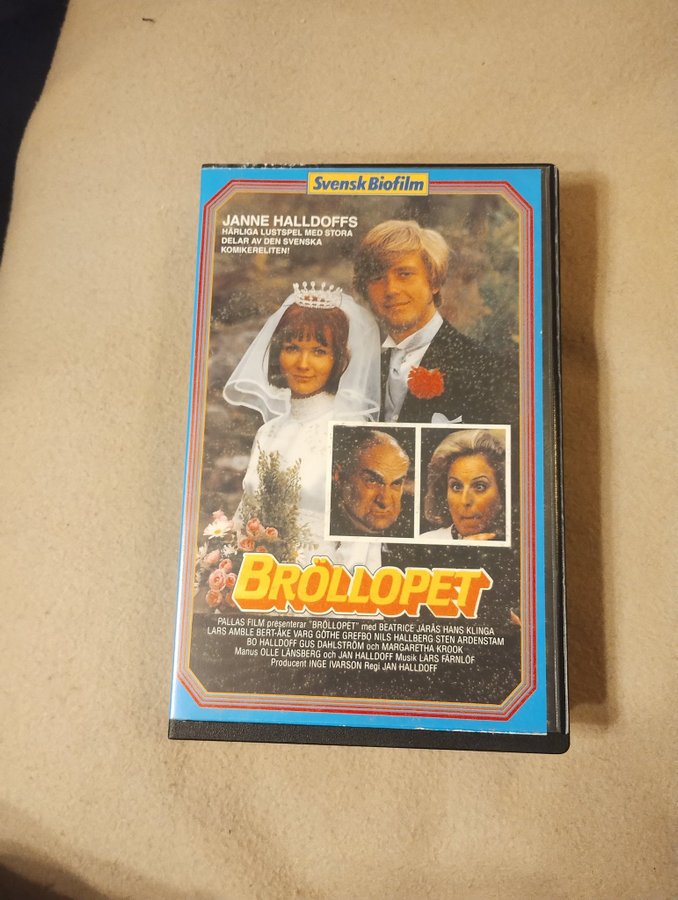 Svensk Biofilm
JANNE HALLDOFFS
HÄRLIGA LUSTSPEL MED STORA
DELAR AV DEN SVENSKA
KOMIKERELITEN!
BRÖLLOPET
PALLAS FILM presenterar "BRÖLLOPET" med BEATRICE JÄRÅS HANS KLINGA
LARS AMBLE BERT-ÅKE VARG GÖTHE GREFBO NILS HALLBERG STEN ARDENSTAM
BO HALLDOFF GUS DAHLSTRÖM och MARGARETHA KROOK
Manus OLLE LÄNSBERG och JAN HALLDOFF Musik LARS FÄRNLÖF
Producent INGE IVARSON Regi JAN HALLDOFF